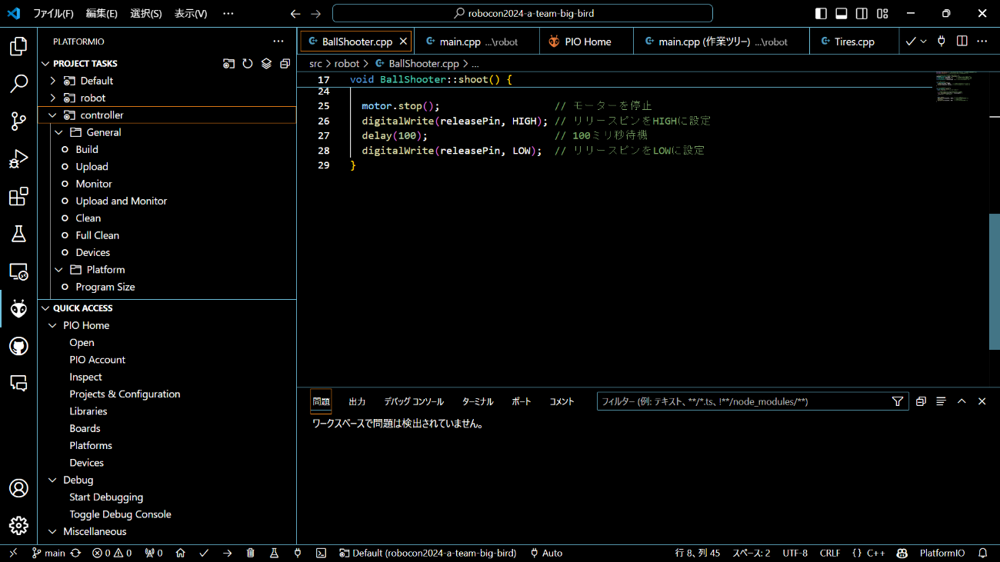 ファイル(F) 編集(E) 選択(S) 表示(V) ··· robocon2024-a-team-big-bird
PLATFORMIO ···
PROJECT TASKS
Default
robot
controller
General
Build
Upload
Monitor
Upload and Monitor
Clean
Full Clean
Devices
Platform
Program Size
QUICK ACCESS
PIO Home
Open
PIO Account
Inspect
Projects & Configuration
Libraries
Boards
Platforms
Devices
Debug
Start Debugging
Toggle Debug Console
Miscellaneous
BallShooter.cpp main.cpp ...\robot PIO Home main.cpp (作業ツリー) ...\robot Tires.cpp ···
src > robot > BallShooter.cpp > ...
17 void BallShooter::shoot() {
24
25 motor.stop(); // モーターを停止
26 digitalWrite(releasePin, HIGH); // リリースピンをHIGHに設定
27 delay(100); // 100ミリ秒待機
28 digitalWrite(releasePin, LOW); // リリースピンをLOWに設定
29 }
問題 出力 デバッグ コンソール ターミナル ポート コメント フィルター (例: テキスト、**/*.ts、!**/node_modules/**)
ワークスペースで問題は検出されていません。
main 0 0 0 Default (robocon2024-a-team-big-bird) Auto 行 8、列 45 スペース: 2 UTF-8 CRLF {} C++ PlatformIO